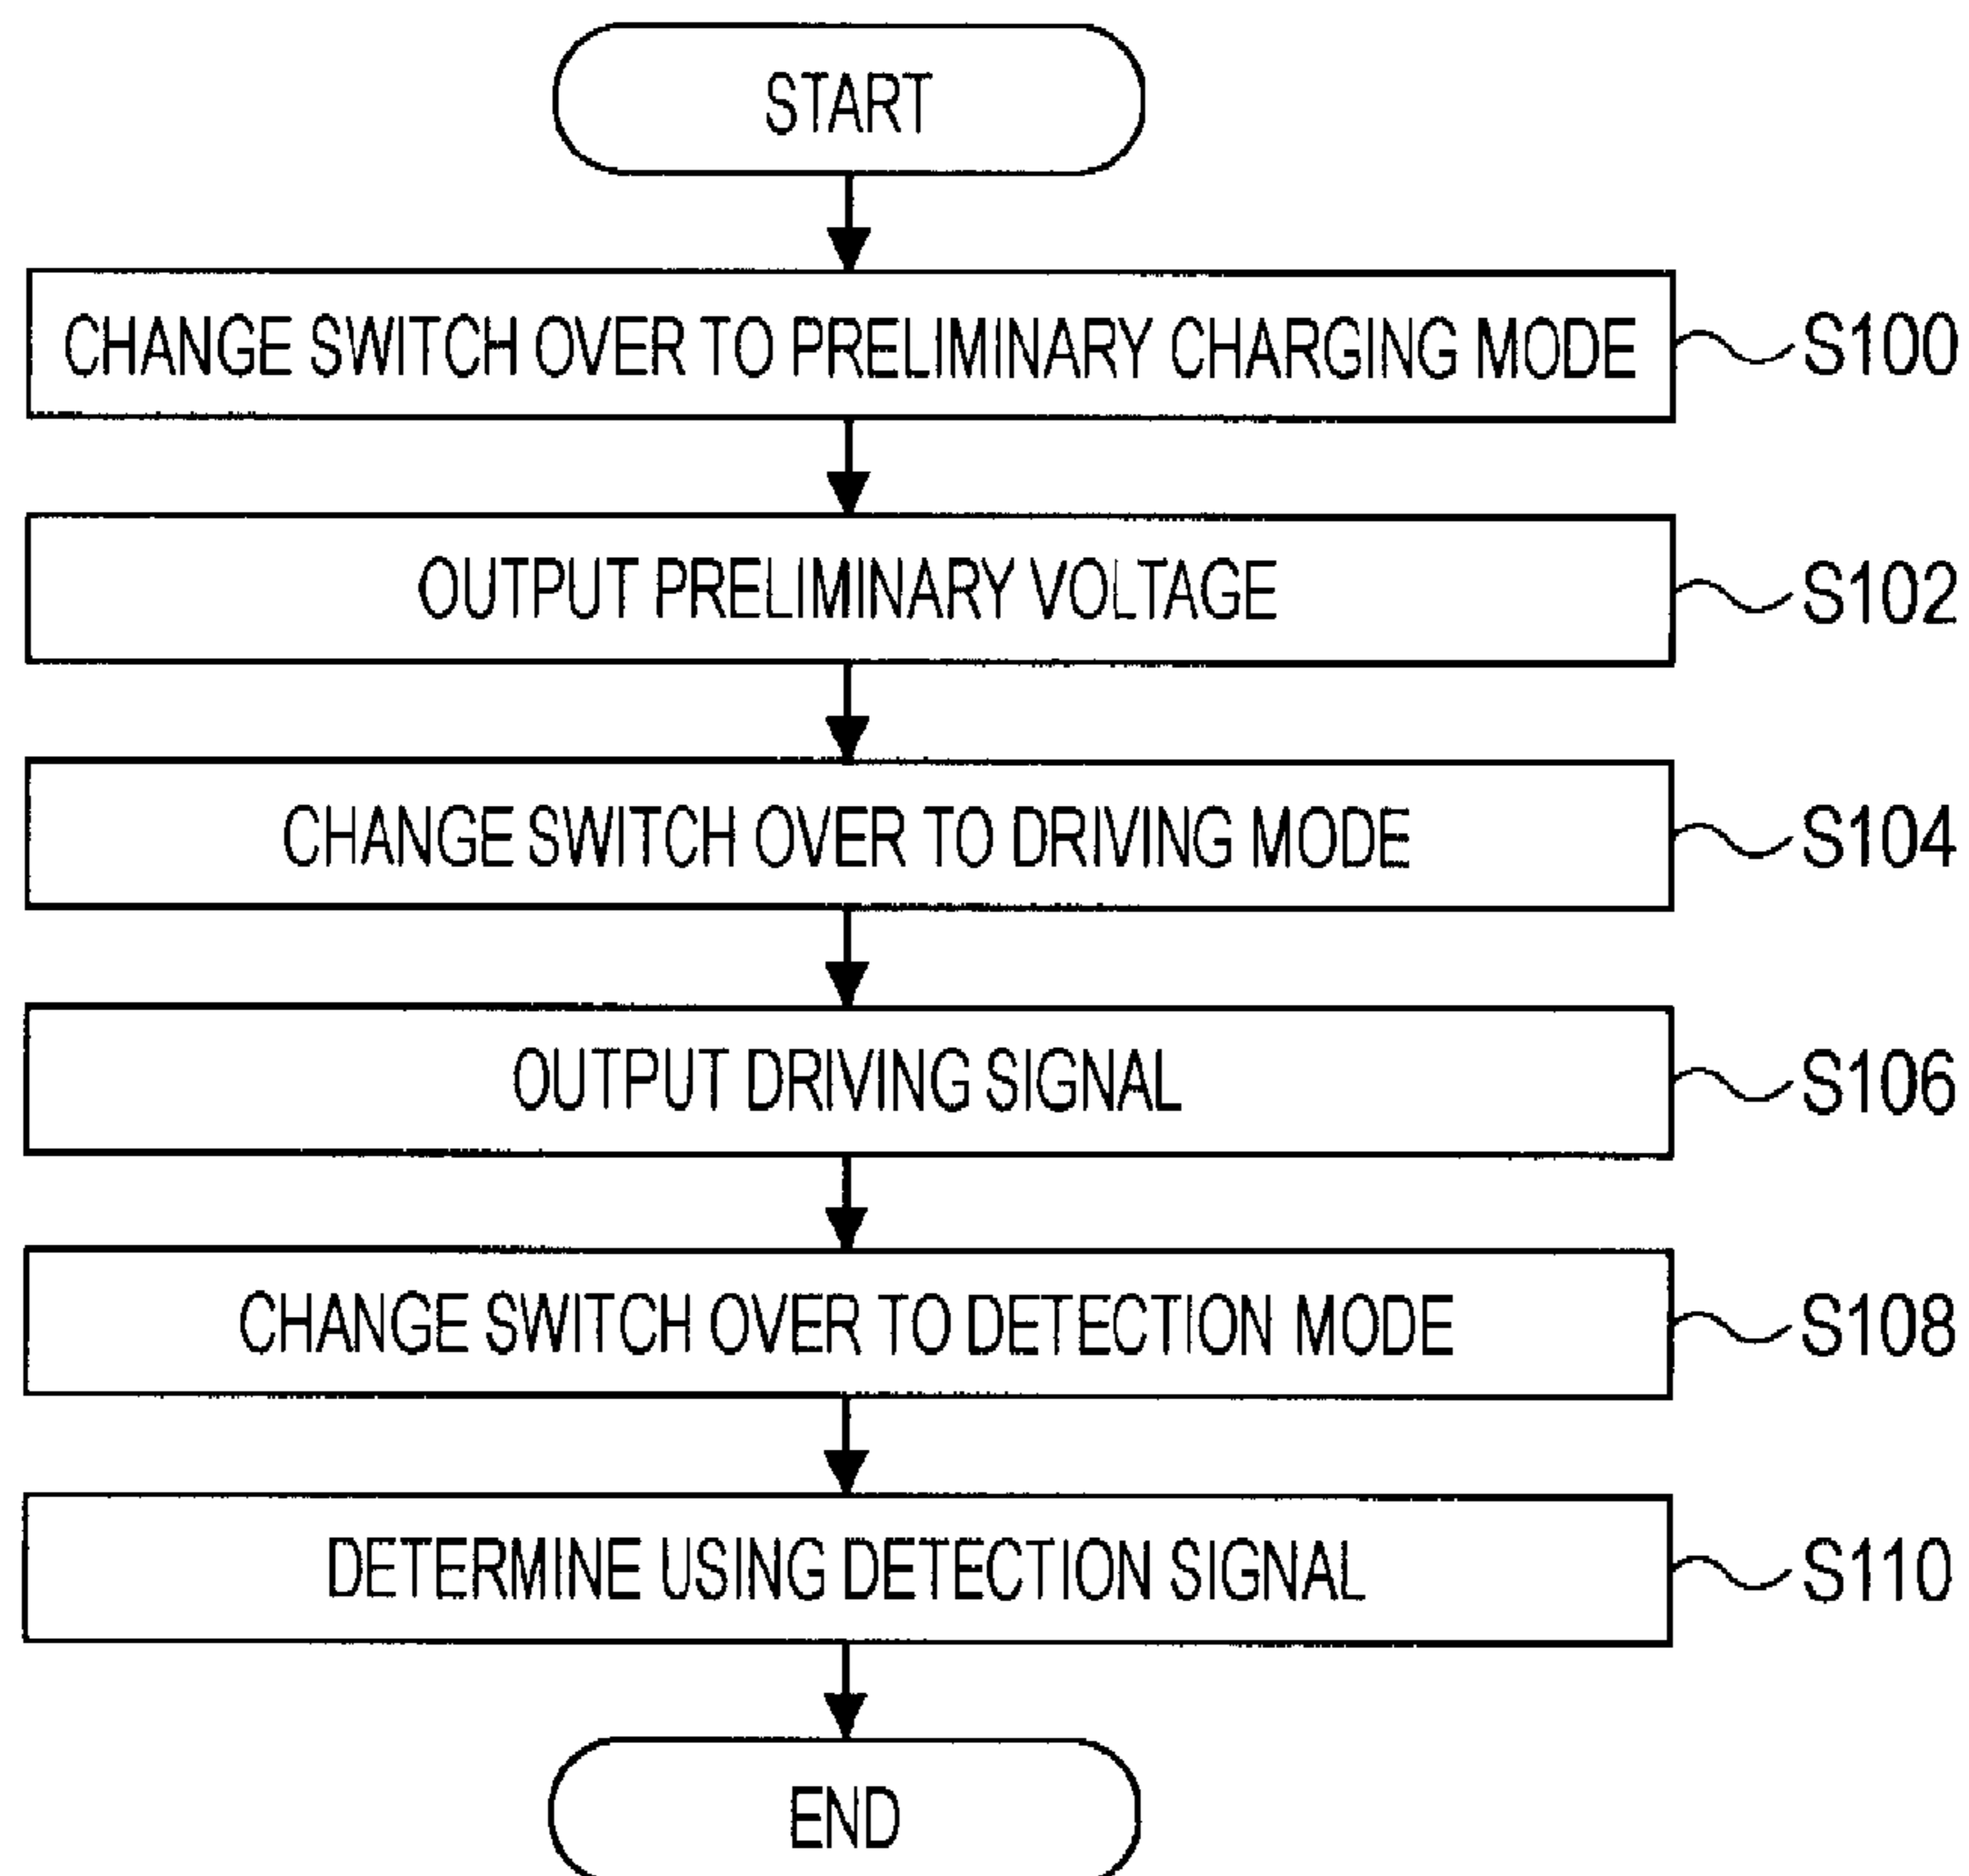 START
CHANGE SWITCH OVER TO PRELIMINARY CHARGING MODE S100
OUTPUT PRELIMINARY VOLTAGE S102
CHANGE SWITCH OVER TO DRIVING MODE S104
OUTPUT DRIVING SIGNAL S106
CHANGE SWITCH OVER TO DETECTION MODE S108
DETERMINE USING DETECTION SIGNAL S110
END